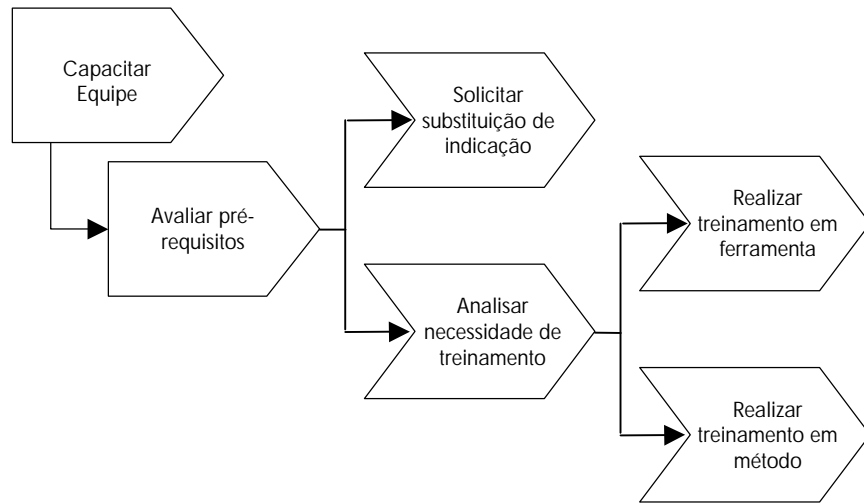 Capacitar
Equipe
Solicitar
substituição de
indicação
Avaliar pré-
requisitos
Realizar
treinamento em
ferramenta
Analisar
necessidade de
treinamento
Realizar
treinamento em
método